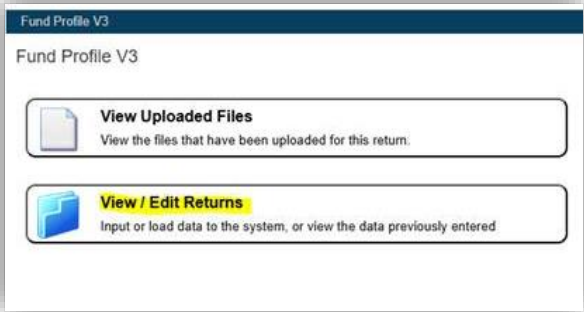 Fund Profile V3
Fund Profile V3
View Uploaded Files
View the files that have been uploaded for this return.
View / Edit Returns
Input or load data to the system, or view the data previously entered